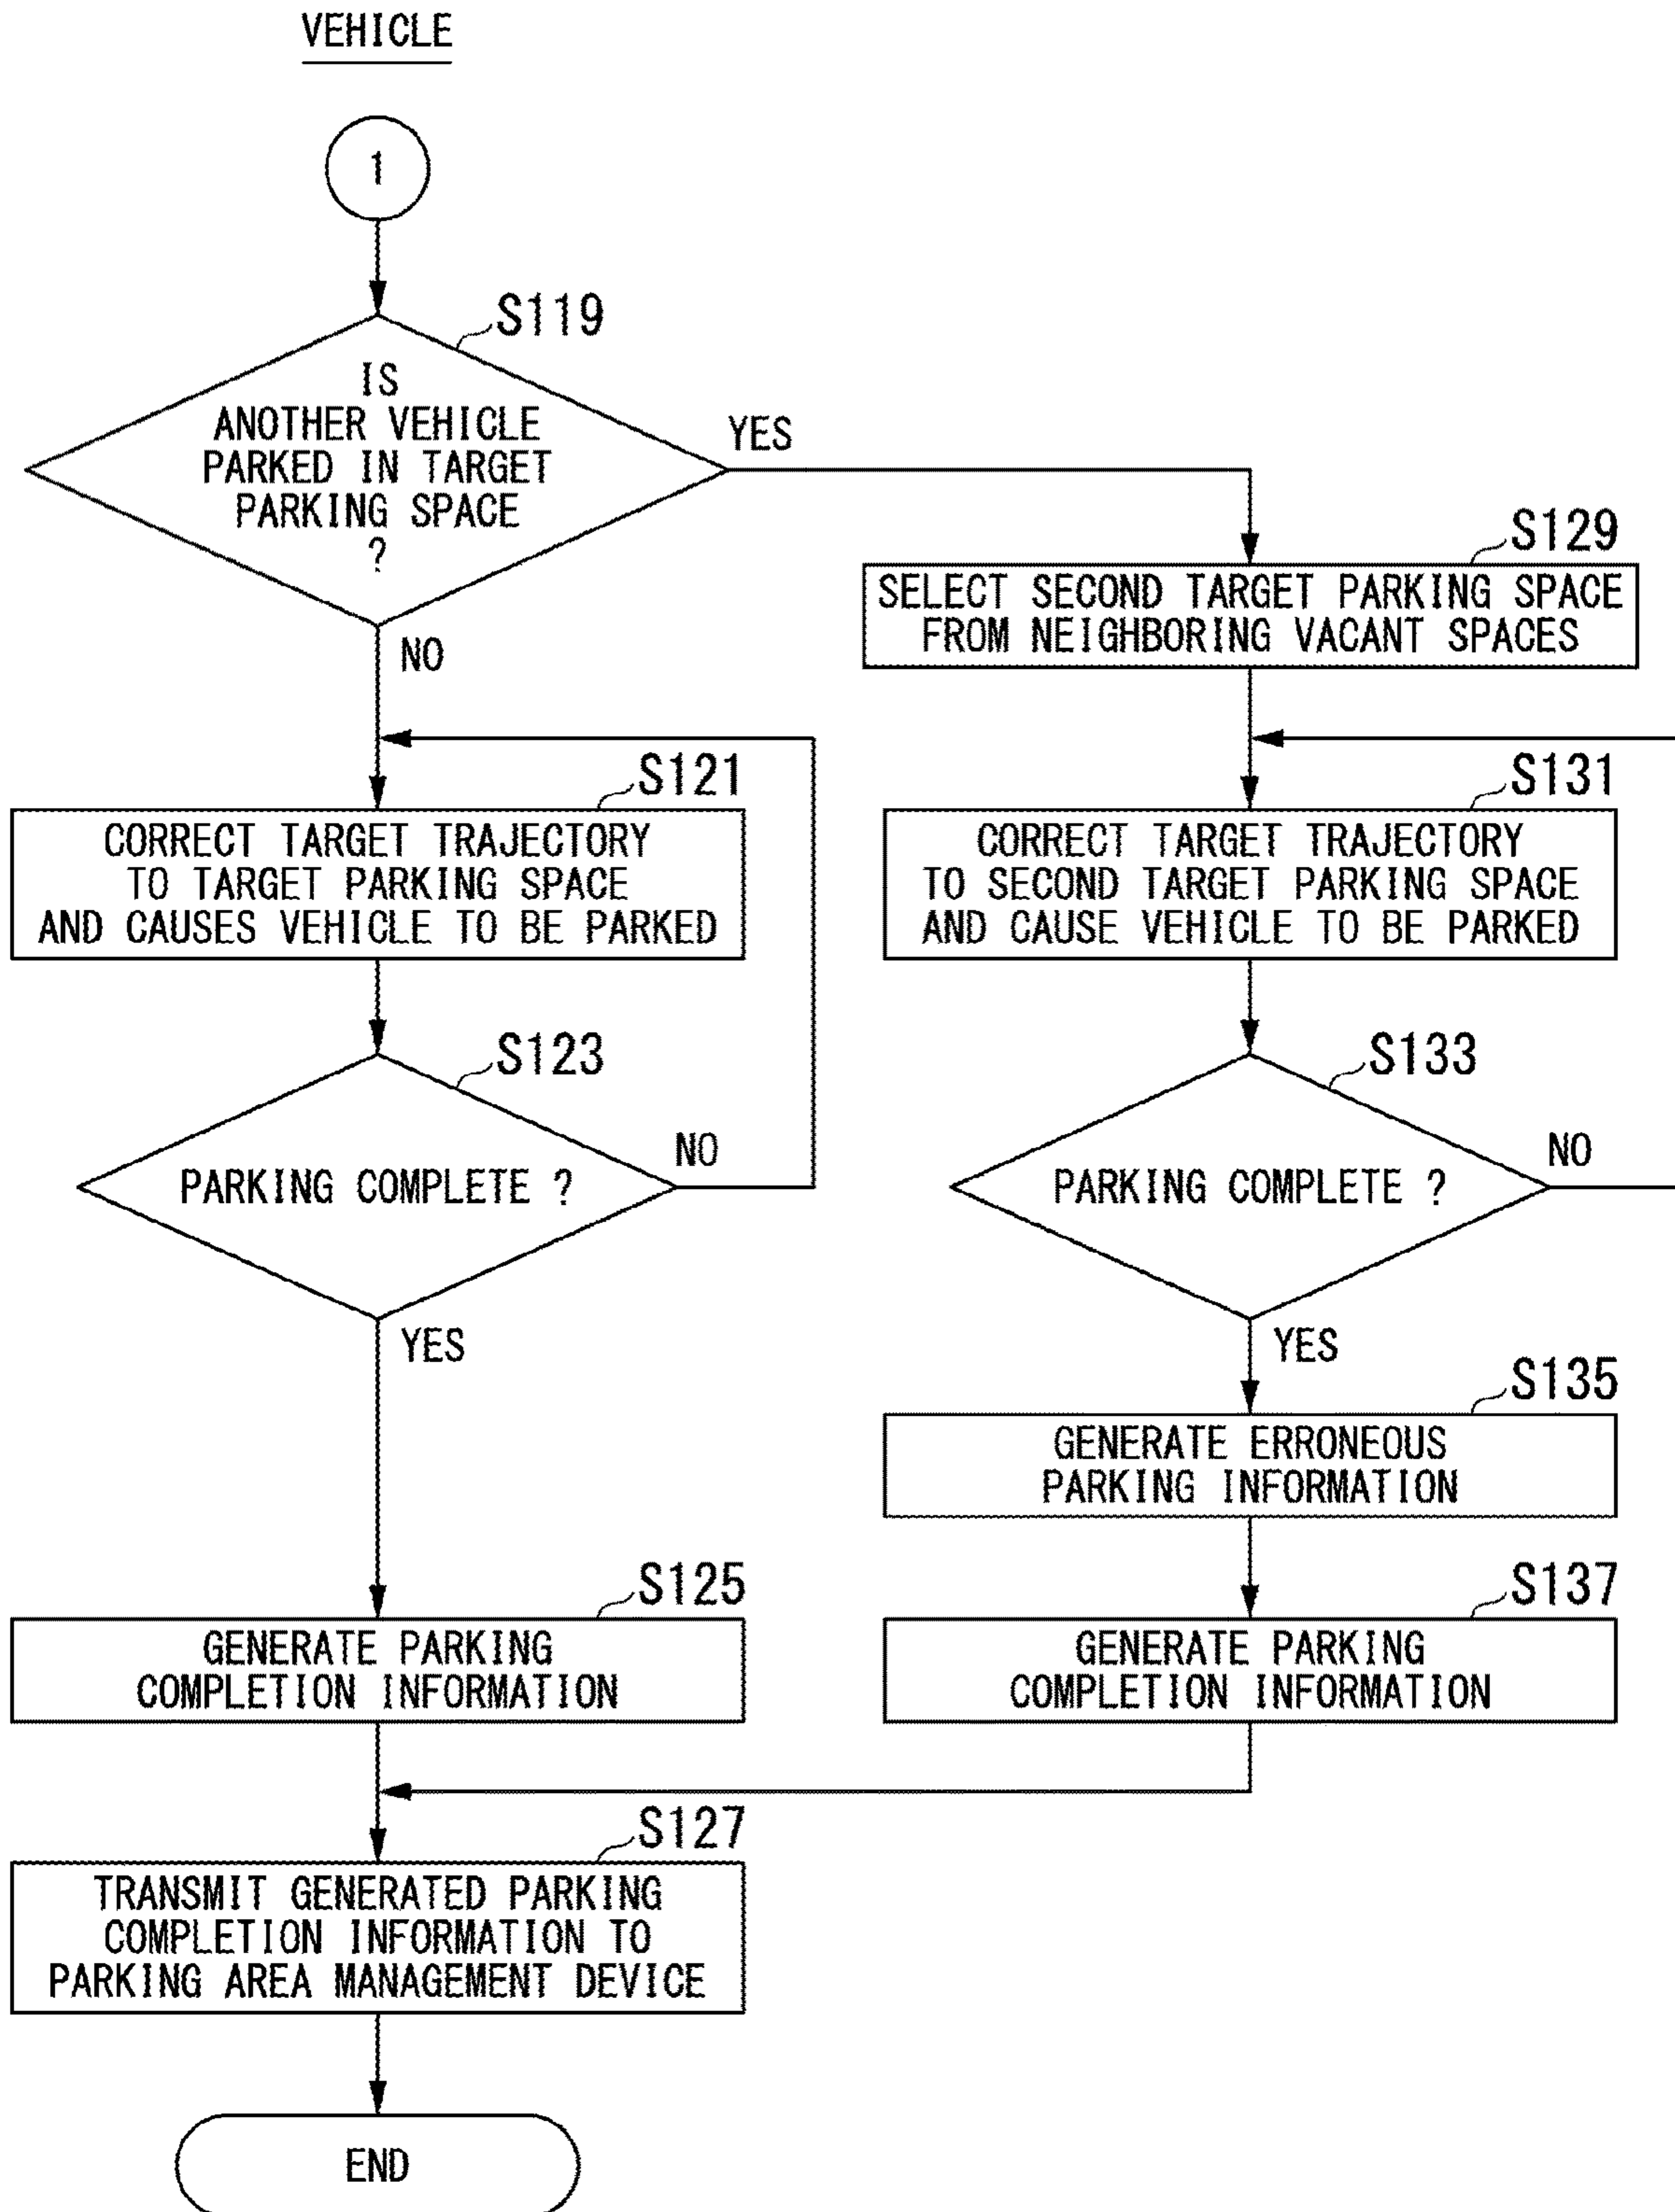 VEHICLE
1
S119
IS
ANOTHER VEHICLE
PARKED IN TARGET
PARKING SPACE
?
YES
NO
S129
SELECT SECOND TARGET PARKING SPACE
FROM NEIGHBORING VACANT SPACES
S121
CORRECT TARGET TRAJECTORY
TO TARGET PARKING SPACE
AND CAUSES VEHICLE TO BE PARKED
S131
CORRECT TARGET TRAJECTORY
TO SECOND TARGET PARKING SPACE
AND CAUSE VEHICLE TO BE PARKED
S123
PARKING COMPLETE ?
NO
YES
S133
PARKING COMPLETE ?
NO
YES
S135
GENERATE ERRONEOUS
PARKING INFORMATION
S125
GENERATE PARKING
COMPLETION INFORMATION
S137
GENERATE PARKING
COMPLETION INFORMATION
S127
TRANSMIT GENERATED PARKING
COMPLETION INFORMATION TO
PARKING AREA MANAGEMENT DEVICE
END